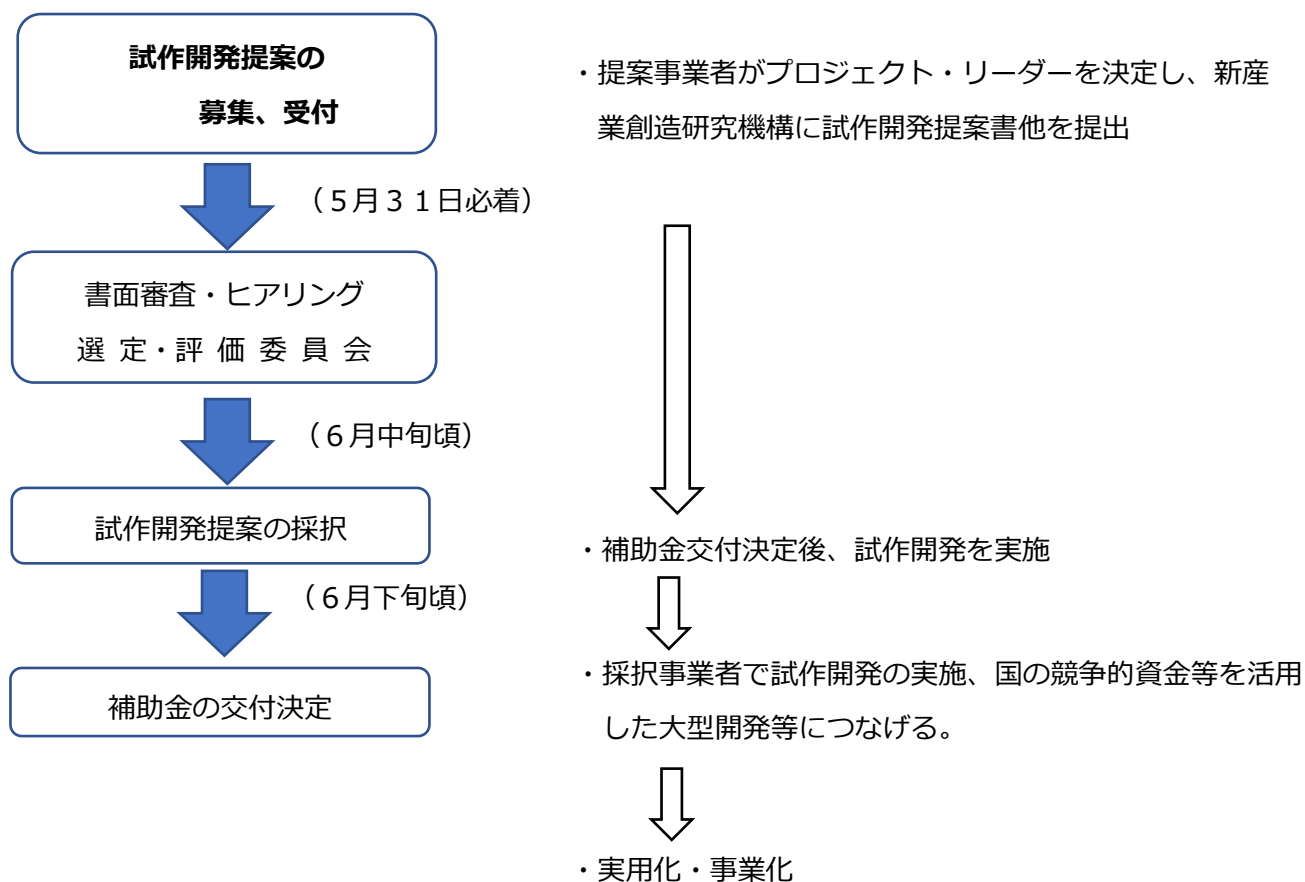 試作開発提案の
募集、受付
・提案事業者がプロジェクト・リーダーを決定し、新産
業創造研究機構に試作開発提案書他を提出
（５月３１日必着）
書面審査・ヒアリング
選 定・評 価 委 員 会
（６月中旬頃）
試作開発提案の採択
・補助金交付決定後、試作開発を実施
（６月下旬頃）
補助金の交付決定
・採択事業者で試作開発の実施、国の競争的資金等を活用
した大型開発等につなげる。
・実用化・事業化